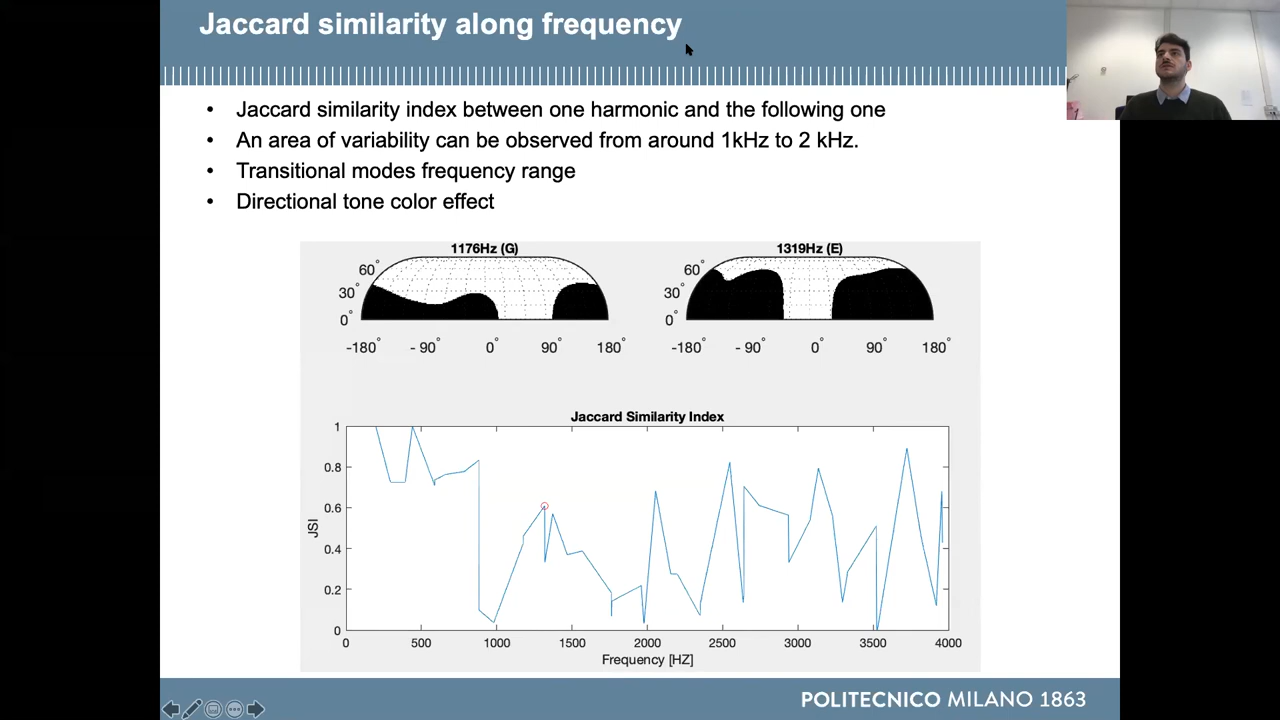 Jaccard similarity along frequency
• Jaccard similarity index between one harmonic and the following one
• An area of variability can be observed from around 1kHz to 2 kHz.
• Transitional modes frequency range
• Directional tone color effect
1176Hz (G)
60°
30°
0°
-180° - 90° 0° 90° 180°
1319Hz (E)
60°
30°
0°
-180° - 90° 0° 90° 180°
Jaccard Similarity Index
1
0.8
0.6
0.4
0.2
0
JSI
0 500 1000 1500 2000 2500 3000 3500 4000
Frequency [HZ]
POLITECNICO MILANO 1863